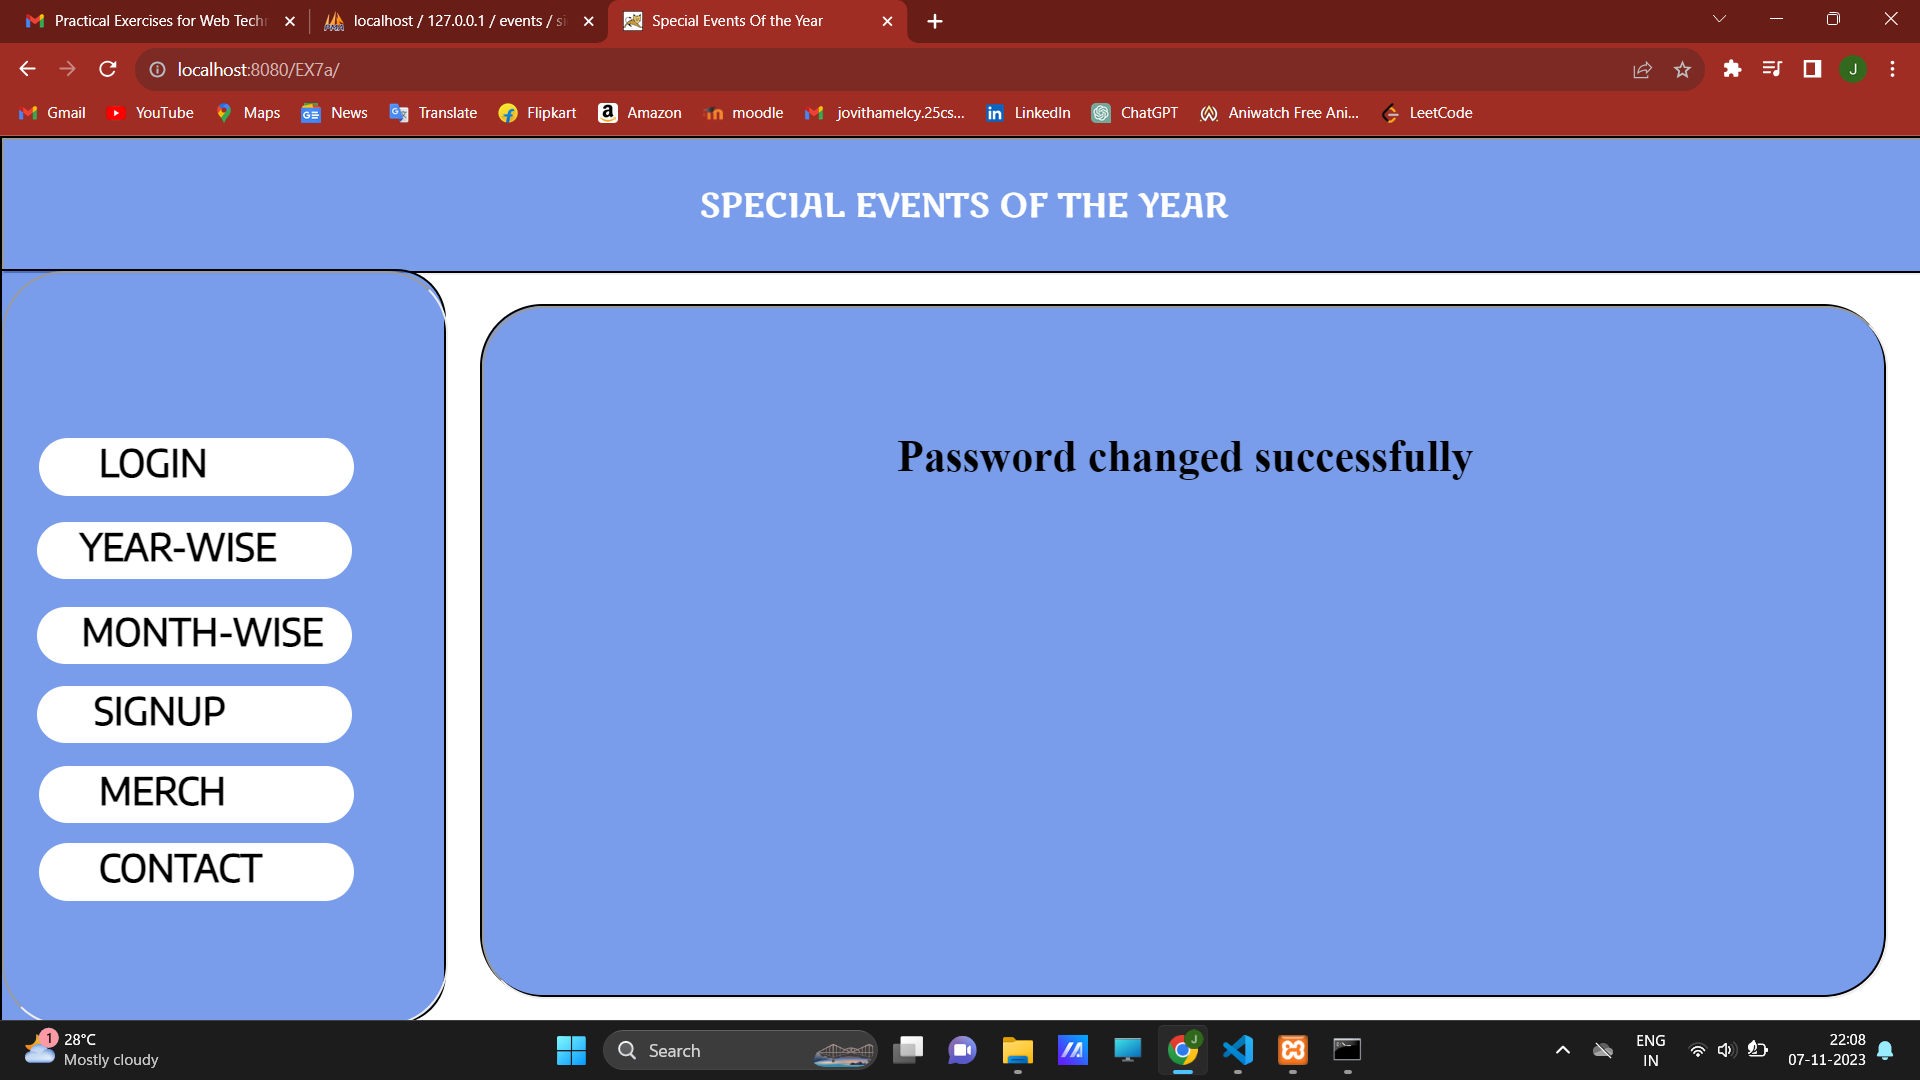 Practical Exercises for Web Techn
localhost / 127.0.0.1 / events / si
Special Events Of the Year
localhost:8080/EX7a/
J
Gmail
YouTube
Maps
News
Translate
Flipkart
Amazon
moodle
jovithamelcy.25cs...
LinkedIn
ChatGPT
Aniwatch Free Ani...
LeetCode
SPECIAL EVENTS OF THE YEAR
LOGIN
YEAR-WISE
MONTH-WISE
SIGNUP
MERCH
CONTACT
Password changed successfully
1
28°C
Mostly cloudy
Search
J
ENG
IN
22:08
07-11-2023